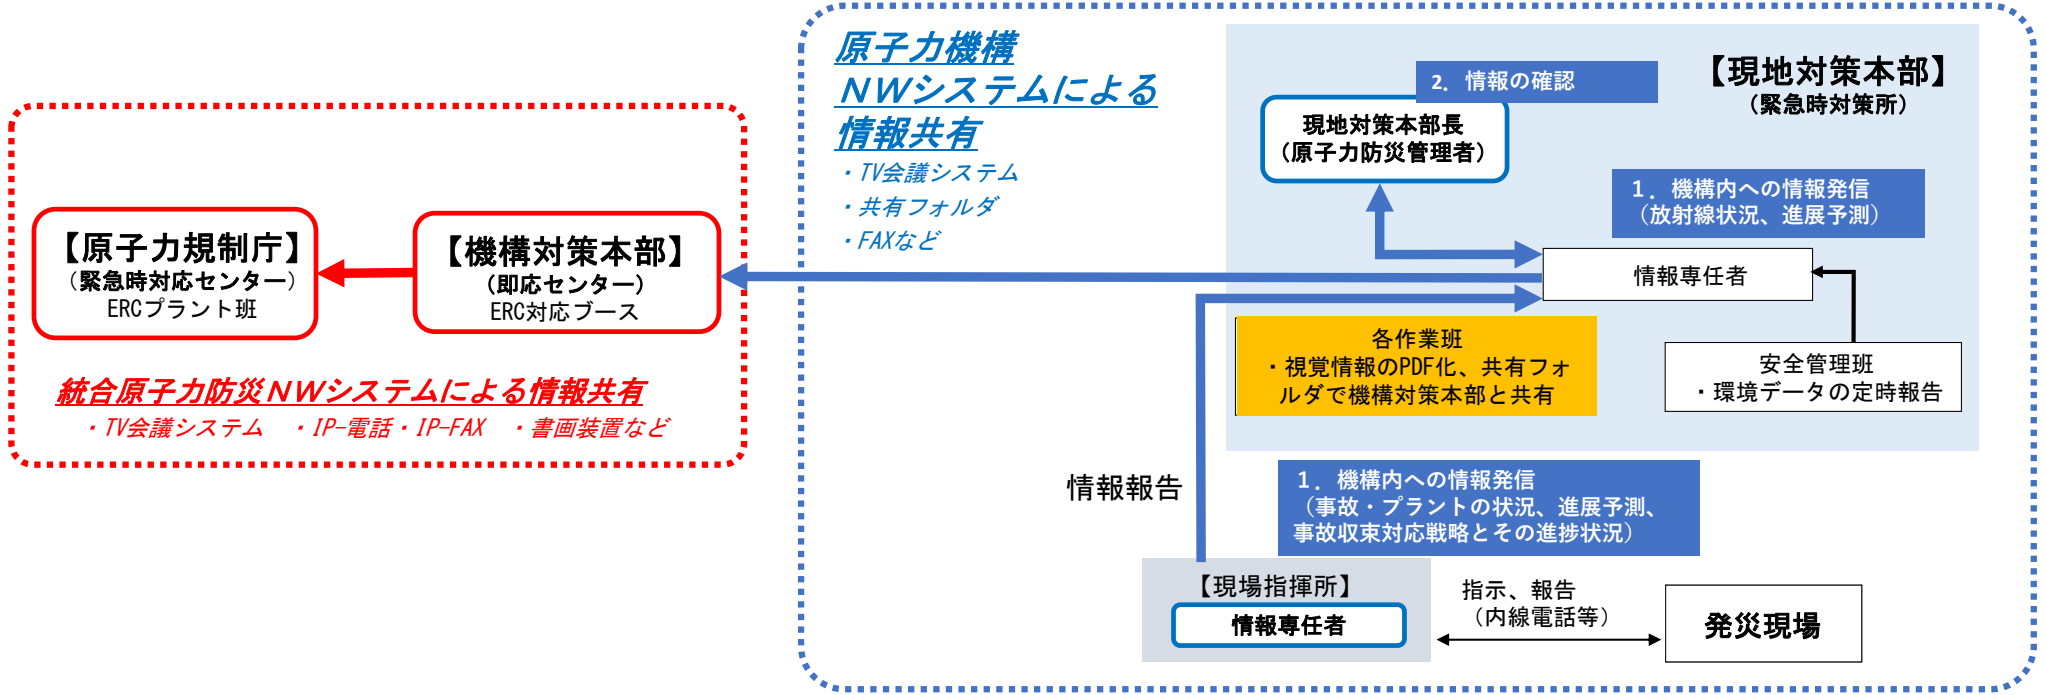 【原子力規制庁】
(緊急時対応センター)
ERCプラント班
【機構対策本部】
(即応センター)
ERC対応ブース
統合原子力防災ＮＷシステムによる情報共有
・TV会議システム　・IP-電話・IP-FAX　・書画装置など
原子力機構
ＮＷシステムによる
情報共有
・TV会議システム
・共有フォルダ
・FAXなど
【現地対策本部】
(緊急時対策所)
2. 情報の確認
現地対策本部長
(原子力防災管理者)
1. 機構内への情報発信
(放射線状況、進展予測)
情報専任者
各作業班
・視覚情報のPDF化、共有フォ
ルダで機構対策本部と共有
安全管理班
・環境データの定時報告
情報報告
1. 機構内への情報発信
(事故・プラントの状況、進展予測、
事故収束対応戦略とその進捗状況)
【現場指揮所】
情報専任者
指示、報告
(内線電話等)
発災現場